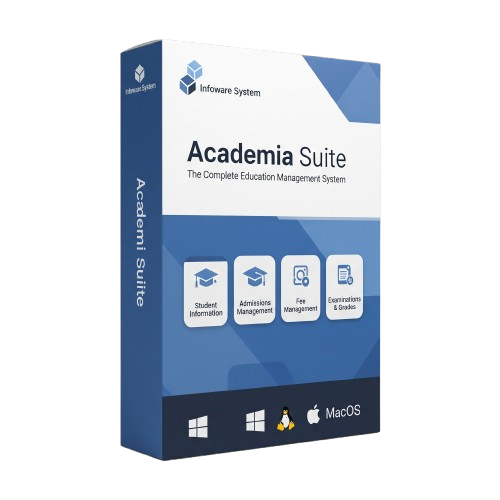 Infoware System
Academi Suiite
Infoware System
Academia Suite
The Complete Education Management System
Student
Information
Admissions
Management
Fee
Management
Examinations
& Grades
MacOS